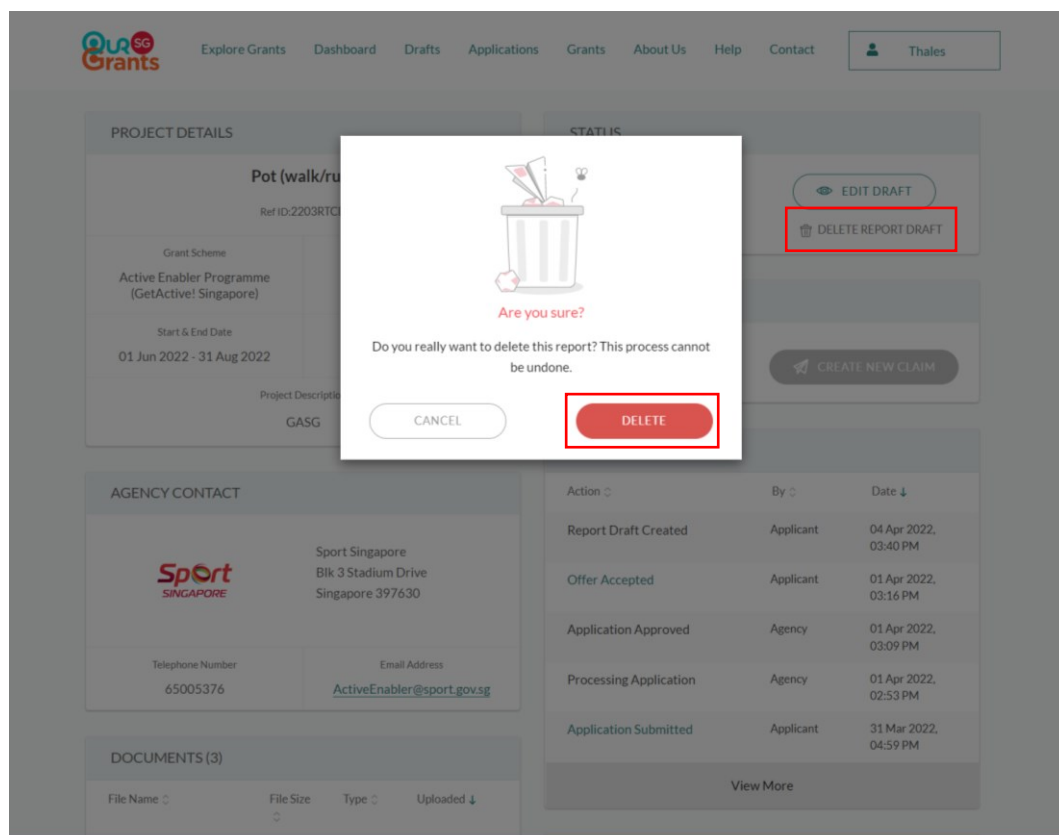 OUR SG
Grants
Explore Grants
Dashboard
Drafts
Applications
Grants
About Us
Help
Contact
Thales
PROJECT DETAILS
Pot (walk/ru
Ref ID:2203RTC
Grant Scheme
Active Enabler Programme
(GetActive! Singapore)
Start & End Date
01 Jun 2022 - 31 Aug 2022
Project Descriptio
GASG
STATUS
EDIT DRAFT
DELETE REPORT DRAFT
CREATE NEW CLAIM
Are you sure?
Do you really want to delete this report? This process cannot
be undone.
CANCEL
DELETE
AGENCY CONTACT
Sport
SINGAPORE
Sport Singapore
Blk 3 Stadium Drive
Singapore 397630
Telephone Number
65005376
Email Address
ActiveEnabler@sport.gov.sg
Action By Date
Report Draft Created Applicant 04 Apr 2022,
03:40 PM
Offer Accepted Applicant 01 Apr 2022,
03:16 PM
Application Approved Agency 01 Apr 2022,
03:09 PM
Processing Application Agency 01 Apr 2022,
02:53 PM
Application Submitted Applicant 31 Mar 2022,
04:59 PM
View More
DOCUMENTS (3)
File Name File Size Type Uploaded